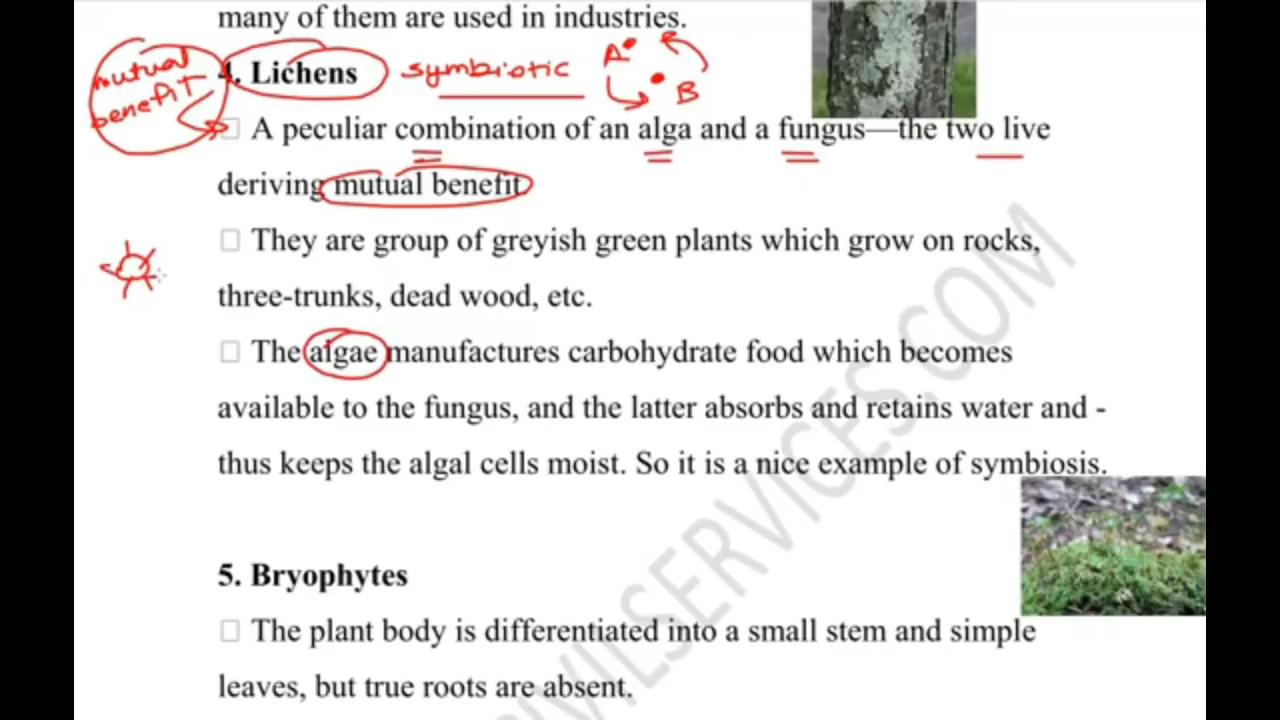 many of them are used in industries.
mutual benefit
4. Lichens symbiotic A B
A peculiar combination of an alga and a fungus—the two live
deriving mutual benefit.
They are group of greyish green plants which grow on rocks,
three-trunks, dead wood, etc.
The algae manufactures carbohydrate food which becomes
available to the fungus, and the latter absorbs and retains water and -
thus keeps the algal cells moist. So it is a nice example of symbiosis.
5. Bryophytes
The plant body is differentiated into a small stem and simple
leaves, but true roots are absent.
IVILSERVICES.COM